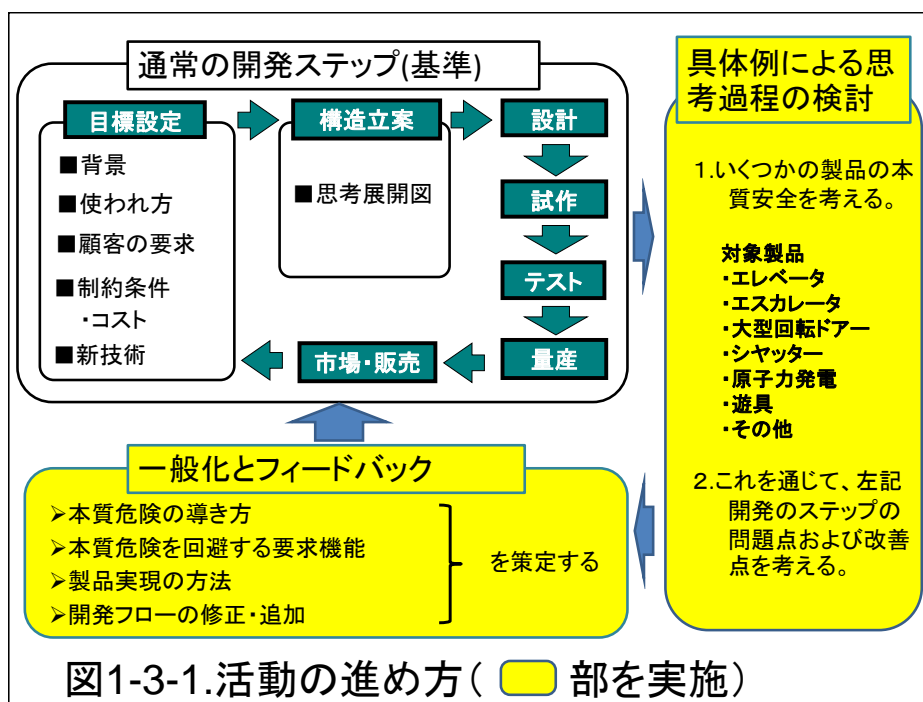 通常の開発ステップ(基準)
目標設定
■背景
■使われ方
■顧客の要求
■制約条件
・コスト
■新技術
構造立案
■思考展開図
設計
試作
テスト
量産
市場・販売
具体例による思
考過程の検討
1.いくつかの製品の本
質安全を考える。
対象製品
・エレベータ
・エスカレータ
・大型回転ドアー
・シヤッター
・原子力発電
・遊具
・その他
2.これを通じて、左記
開発のステップの
問題点および改善
点を考える。
一般化とフィードバック
➢本質危険の導き方
➢本質危険を回避する要求機能
➢製品実現の方法
➢開発フローの修正・追加
を策定する
図1-3-1.活動の進め方( 部を実施)